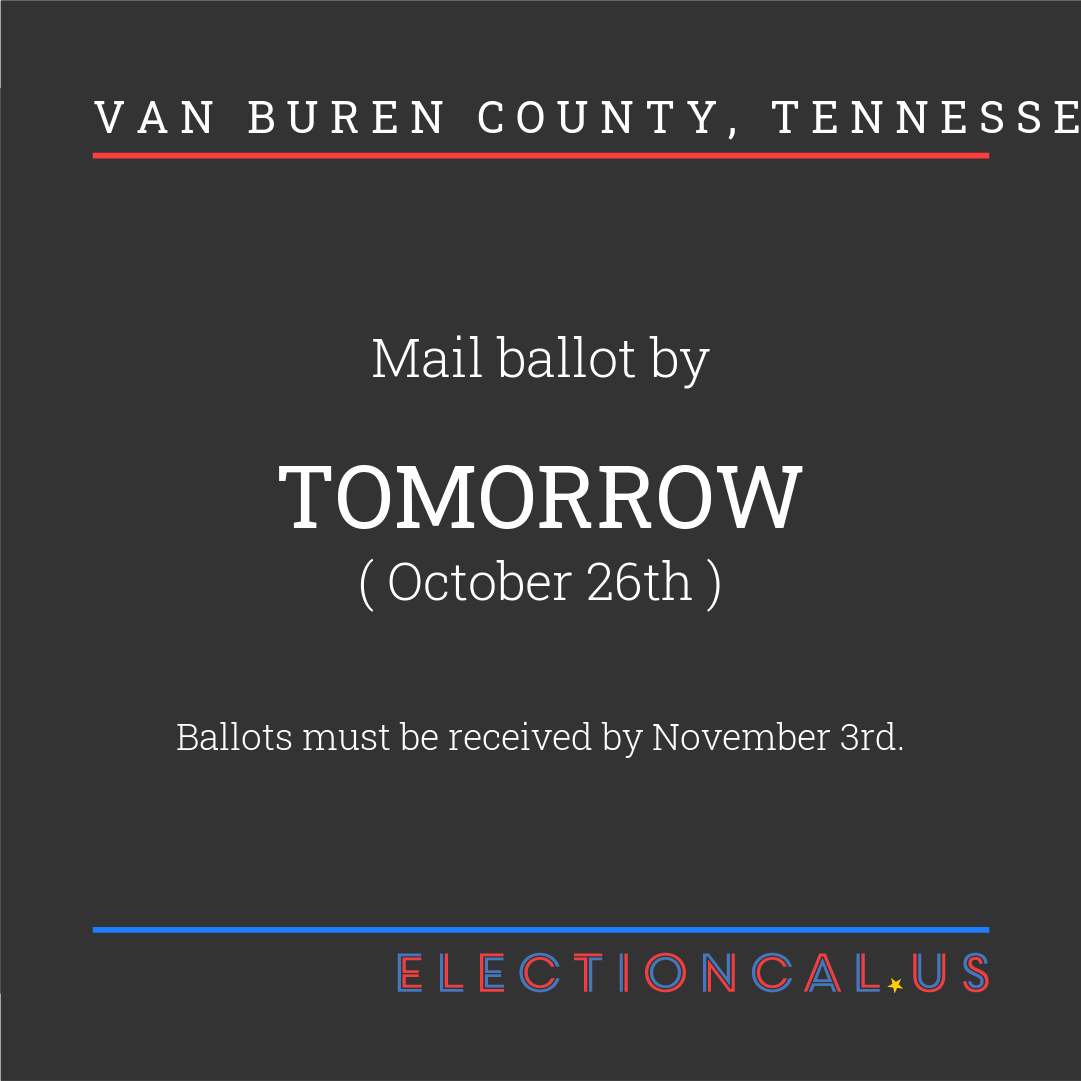 VAN BUREN COUNTY, TENNESSE
Mail ballot by
TOMORROW
( October 26th )
Ballots must be received by November 3rd.
ELECTIONCAL.US